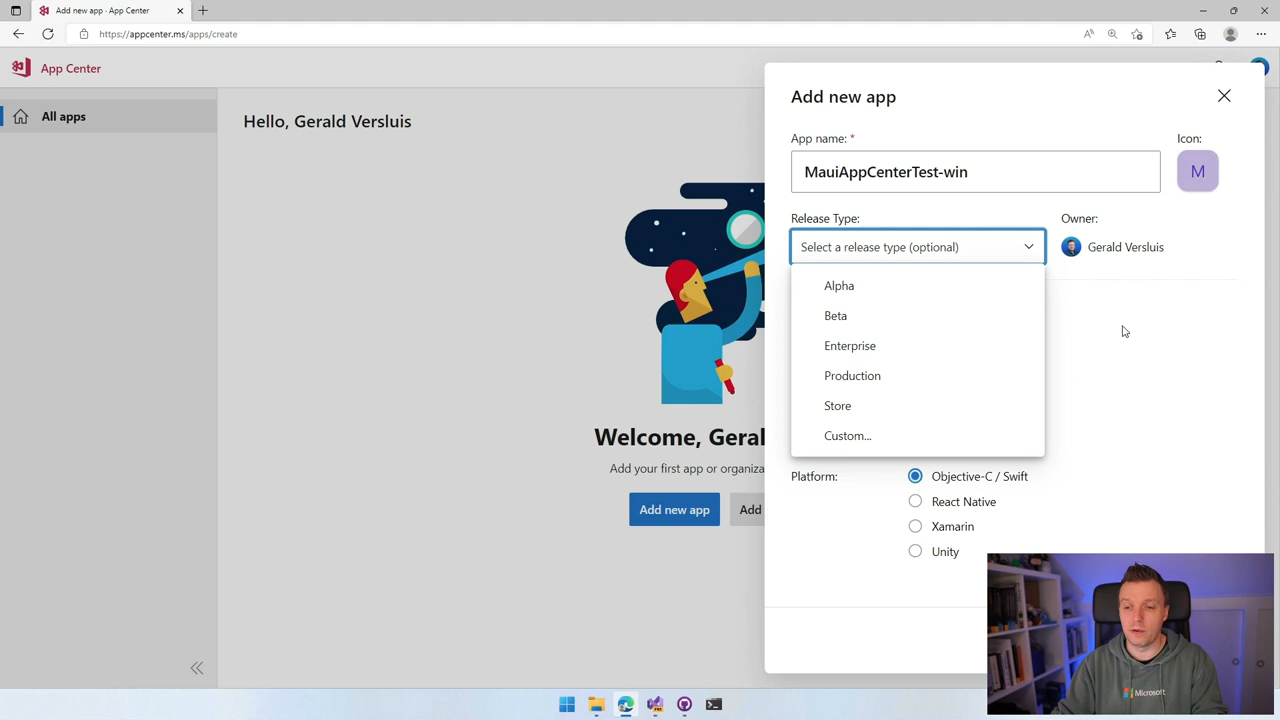 Add new app - App Center
https://appcenter.ms/apps/create
App Center
All apps
Hello, Gerald Versluis
Welcome, Geral
Add your first app or organiza
Add new app
Add
Add new app
App name: *
Icon:
MauiAppCenterTest-win
M
Release Type:
Owner:
Select a release type (optional)
Gerald Versluis
Alpha
Beta
Enterprise
Production
Store
Custom...
Platform:
Objective-C / Swift
React Native
Xamarin
Unity
Microsoft